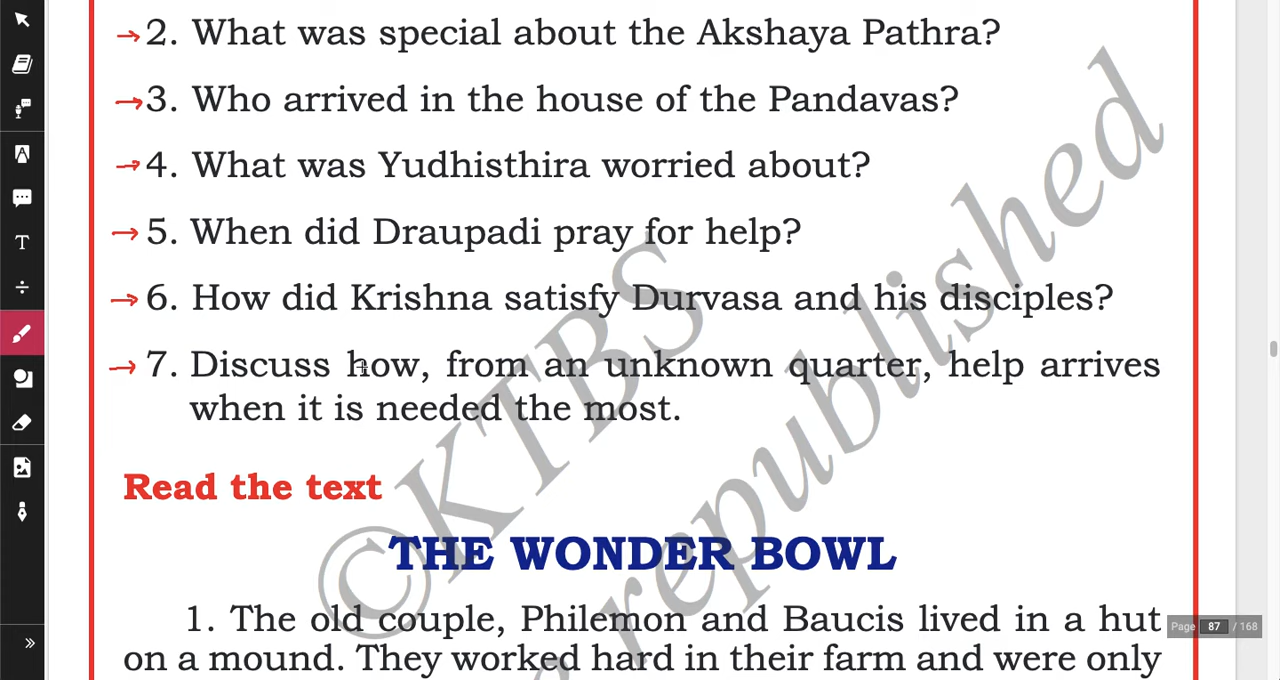 2. What was special about the Akshaya Pathra?
3. Who arrived in the house of the Pandavas?
4. What was Yudhisthira worried about?
5. When did Draupadi pray for help?
6. How did Krishna satisfy Durvasa and his disciples?
7. Discuss how, from an unknown quarter, help arrives
when it is needed the most.
Read the text
THE WONDER BOWL
1. The old couple, Philemon and Baucis lived in a hut
on a mound. They worked hard in their farm and were only
©KTBS
republished
Page 87 / 168